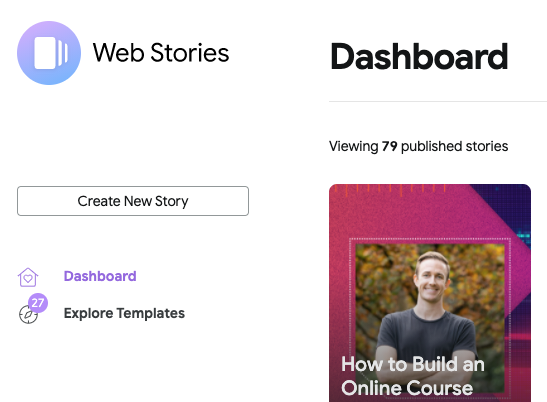 Web Stories
Dashboard
Viewing 79 published stories
Create New Story
Dashboard
27
Explore Templates
How to Build an
Online Course